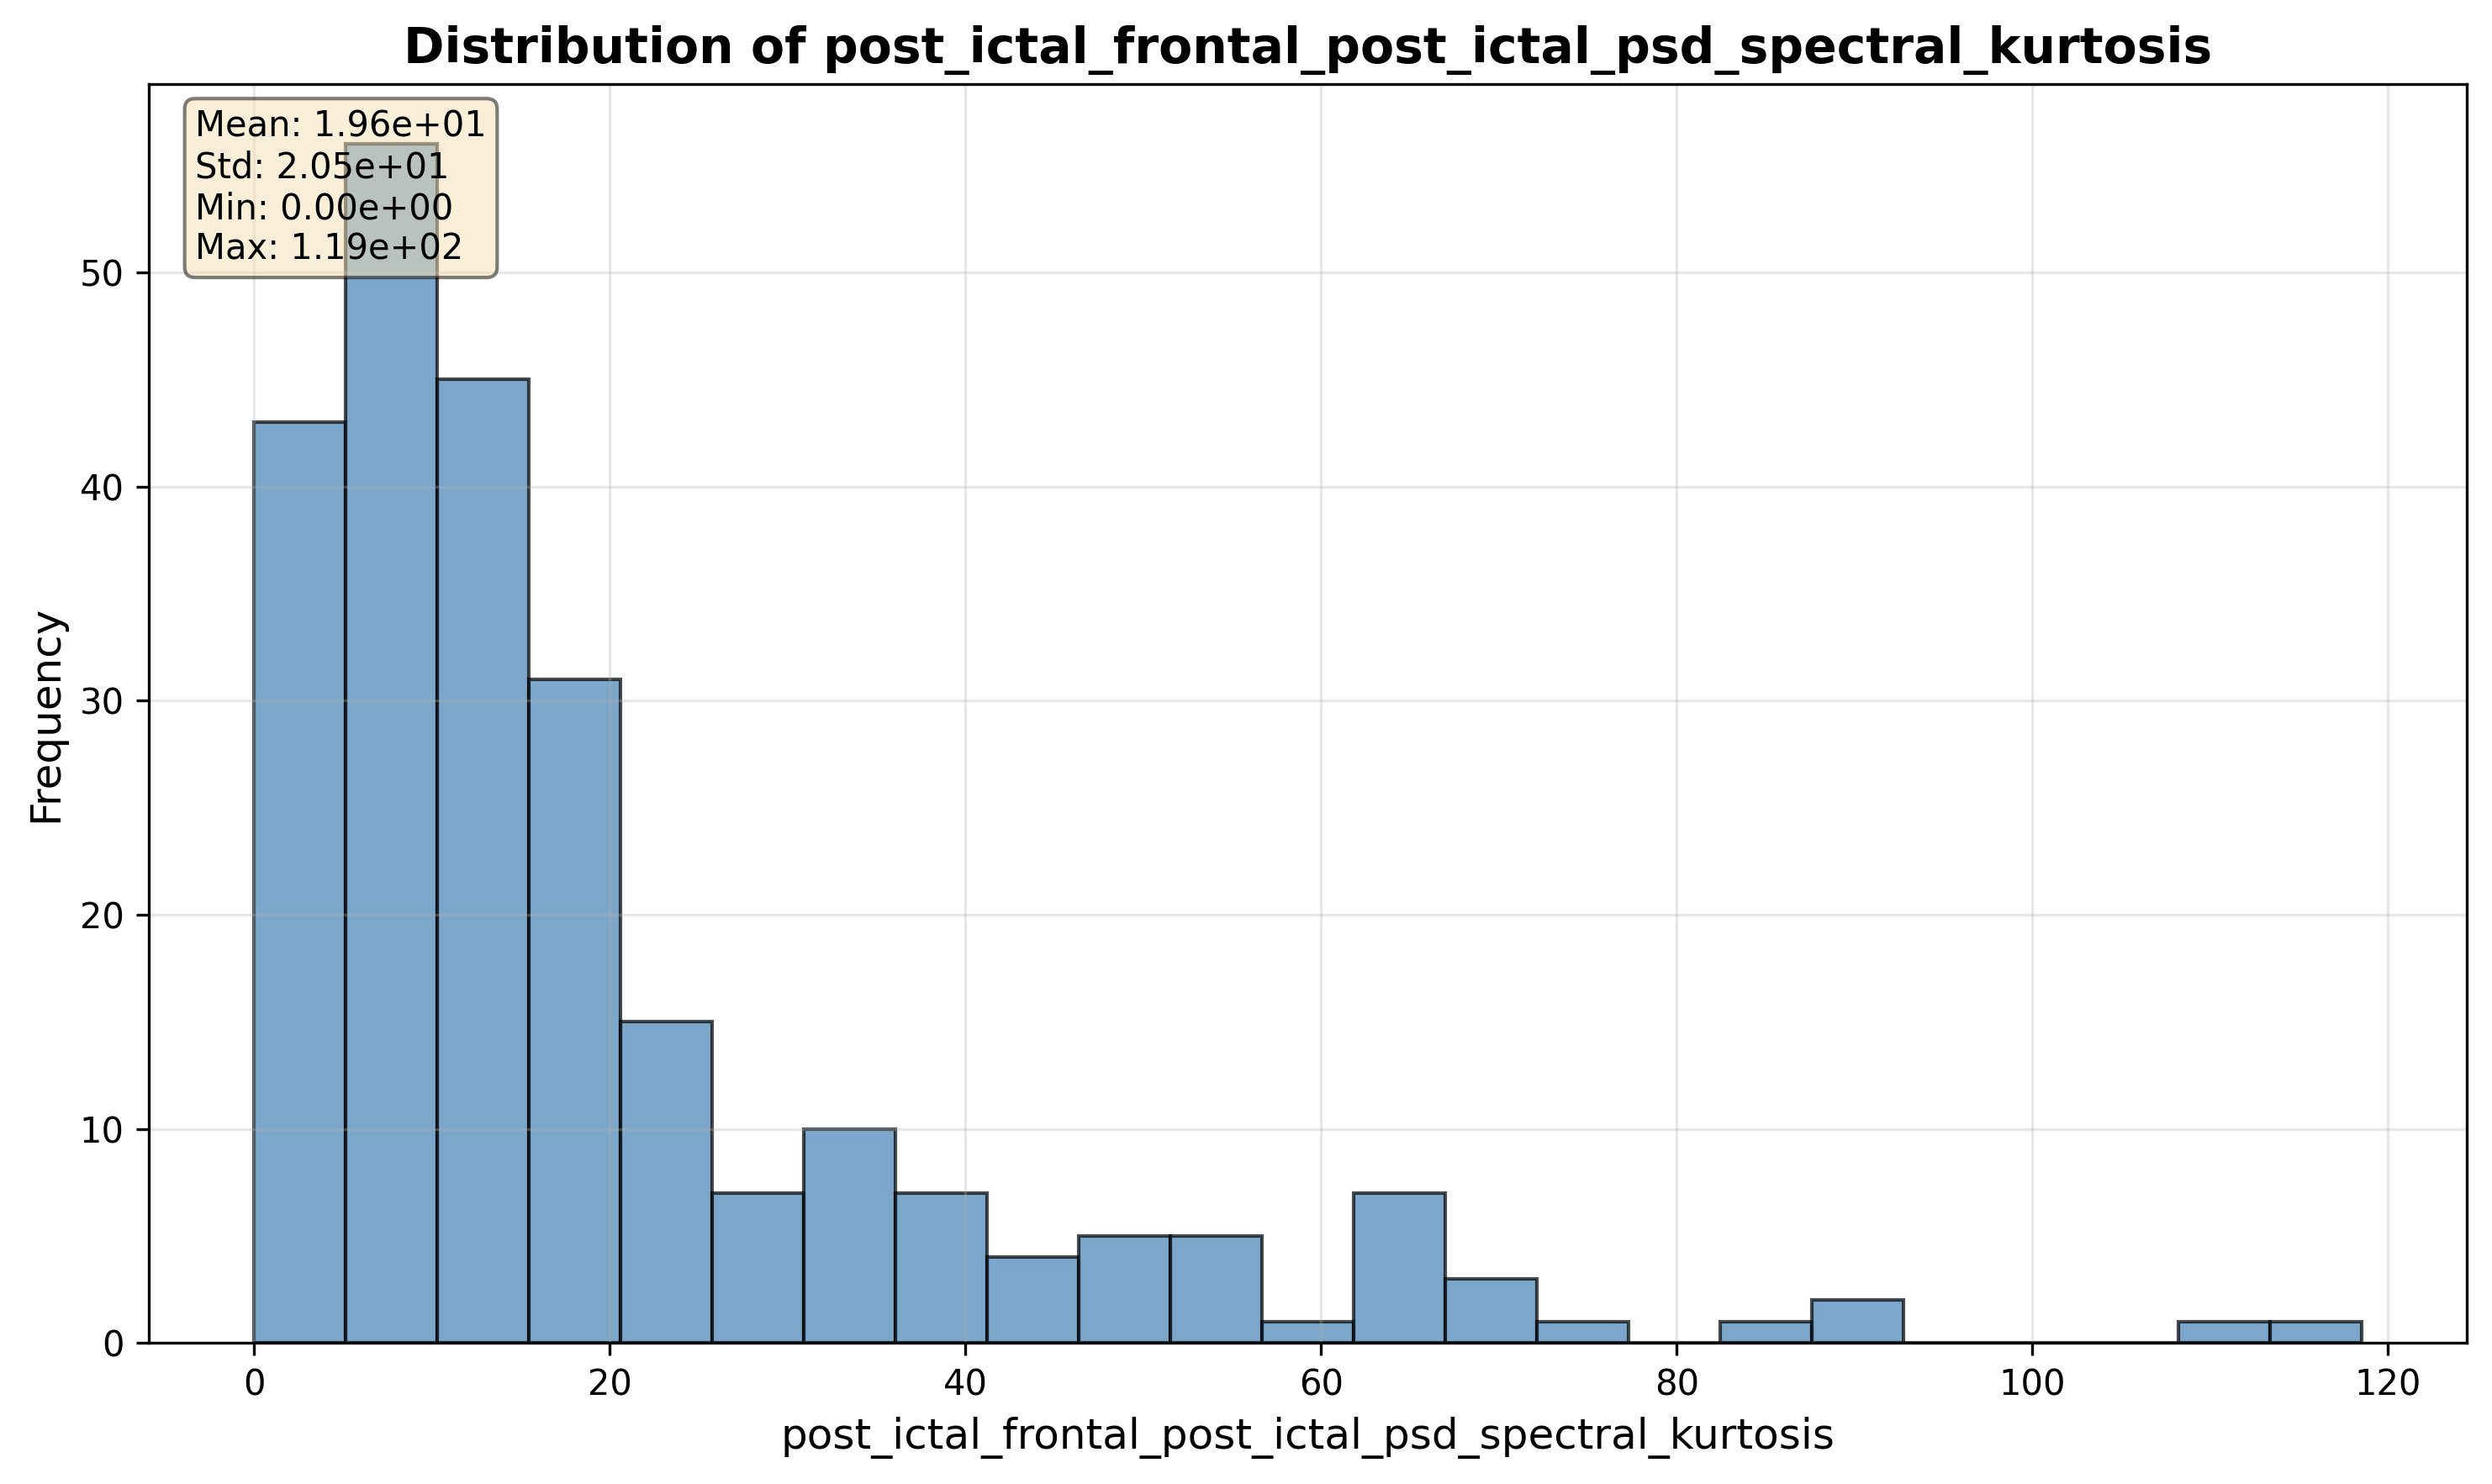 Distribution of post_ictal_frontal_post_ictal_psd_spectral_kurtosis
Mean: 1.96e+01
Std: 2.05e+01
Min: 0.00e+00
Max: 1.19e+02
Frequency
50
40
30
20
10
0
0 20 40 60 80 100 120
post_ictal_frontal_post_ictal_psd_spectral_kurtosis